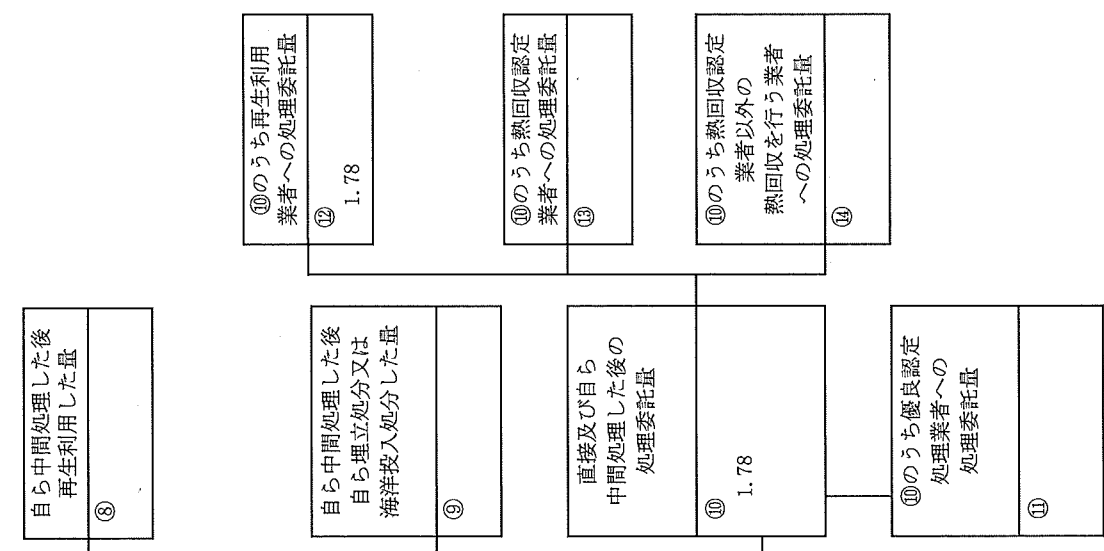 自ら中間処理した後
再生利用した量
⑧
自ら中間処理した後
自ら埋立処分又は
海洋投入処分した量
⑨
直接及び自ら
中間処理した後の
処理委託量
⑩
1.78
⑩のうち優良認定
処理業者への
処理委託量
⑪
⑩のうち再生利用
業者への処理委託量
⑫
1.78
⑩のうち熱回収認定
業者への処理委託量
⑬
⑩のうち熱回収認定
業者以外の
熱回収を行う業者
への処理委託量
⑭